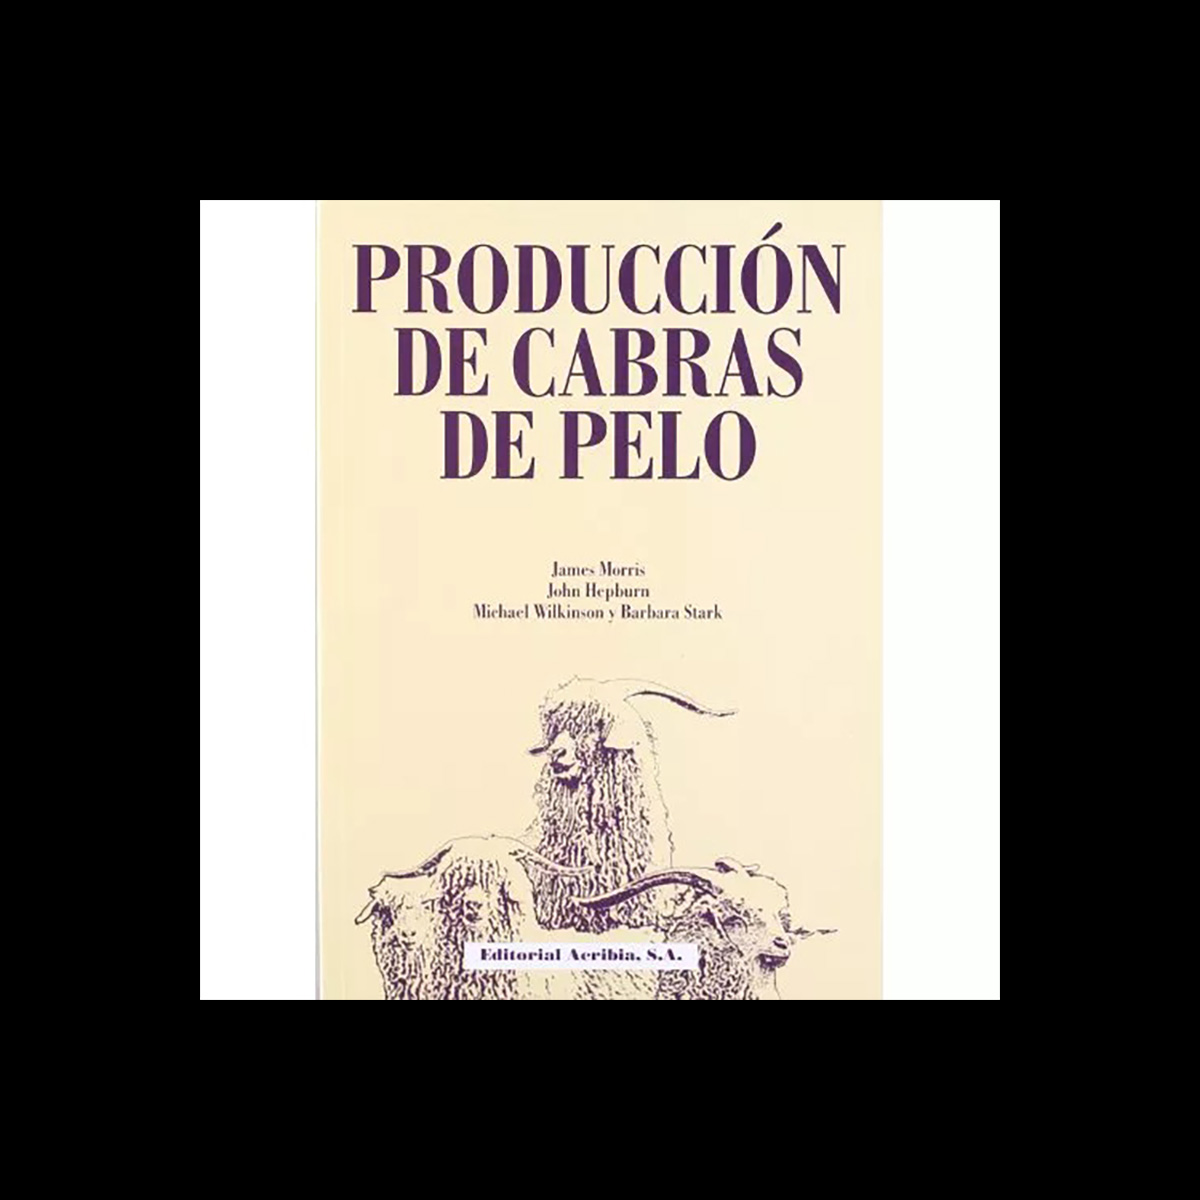 PRODUCCIÓN
DE CABRAS
DE PELO
James Morris
John Hepburn
Michael Wilkinson y Barbara Stark
Editorial Acribia, S.A.